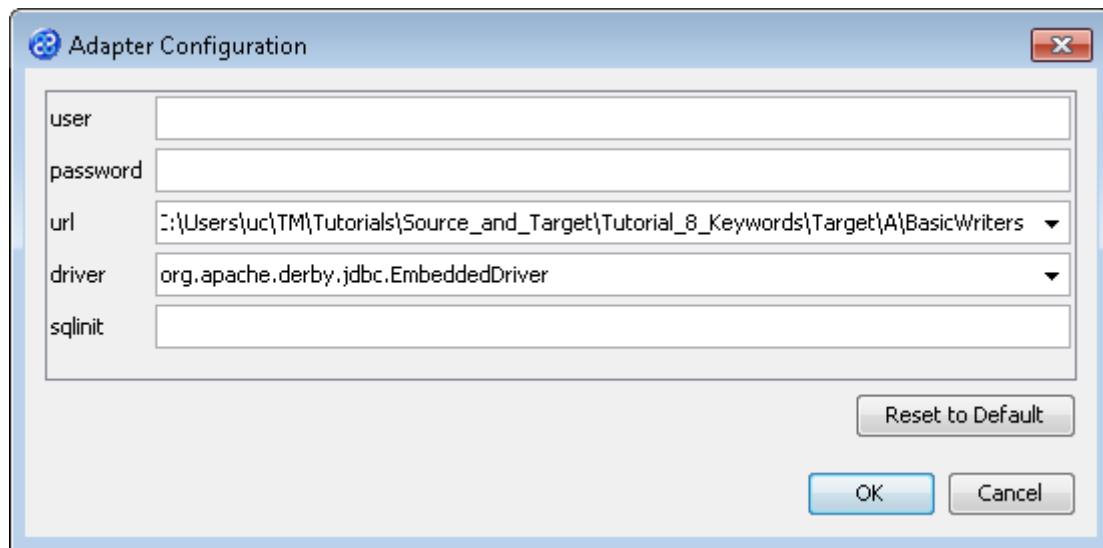 Adapter Configuration
user
password
url :\Users\uc\TM\Tutorials\Source_and_Target\Tutorial_8_Keywords\Target\A\BasicWriters
driver org.apache.derby.jdbc.EmbeddedDriver
sqlinit
Reset to Default
OK Cancel